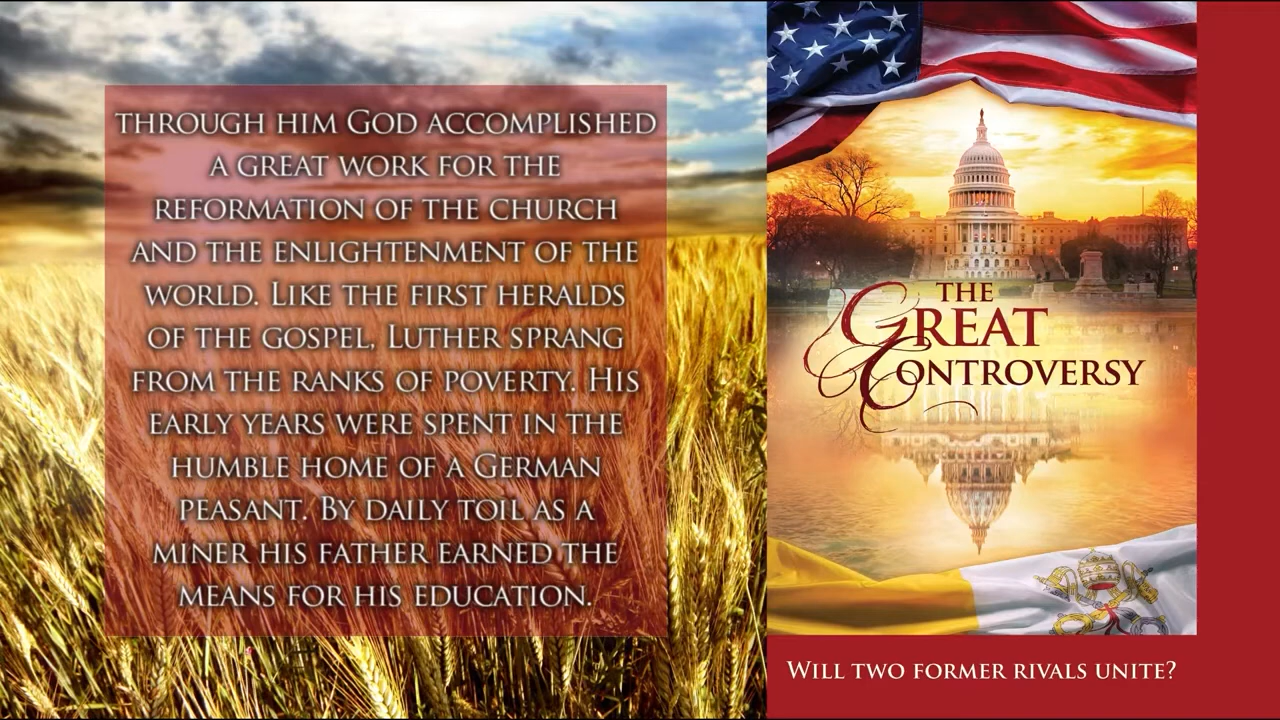 THROUGH HIM GOD ACCOMPLISHED
A GREAT WORK FOR THE
REFORMATION OF THE CHURCH
AND THE ENLIGHTENMENT OF THE
WORLD. LIKE THE FIRST HERALDS
OF THE GOSPEL, LUTHER SPRANG
FROM THE RANKS OF POVERTY. HIS
EARLY YEARS WERE SPENT IN THE
HUMBLE HOME OF A GERMAN
PEASANT. BY DAILY TOIL AS A
MINER HIS FATHER EARNED THE
MEANS FOR HIS EDUCATION.
THE
GREAT
CONTROVERSY
WILL TWO FORMER RIVALS UNITE?